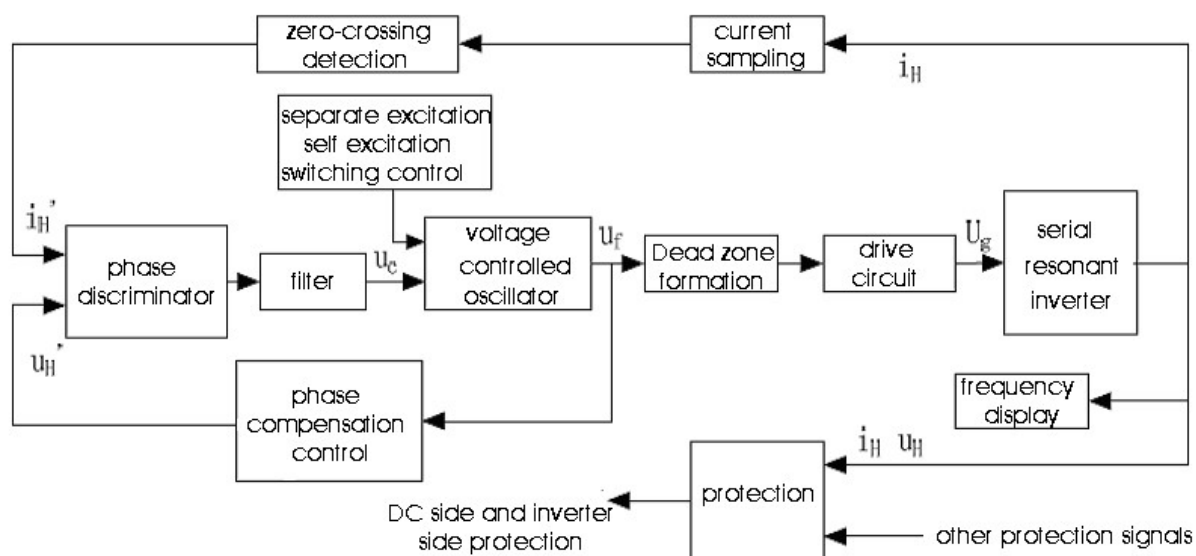 zero-crossing
detection
current
sampling
i_H
separate excitation
self excitation
switching control
i_H'
phase
discriminator
filter
u_c
voltage
controlled
oscillator
u_f
Dead zone
formation
drive
circuit
U_g
serial
resonant
inverter
u_H'
phase
compensation
control
frequency
display
i_H u_H
protection
DC side and inverter
side protection
other protection signals